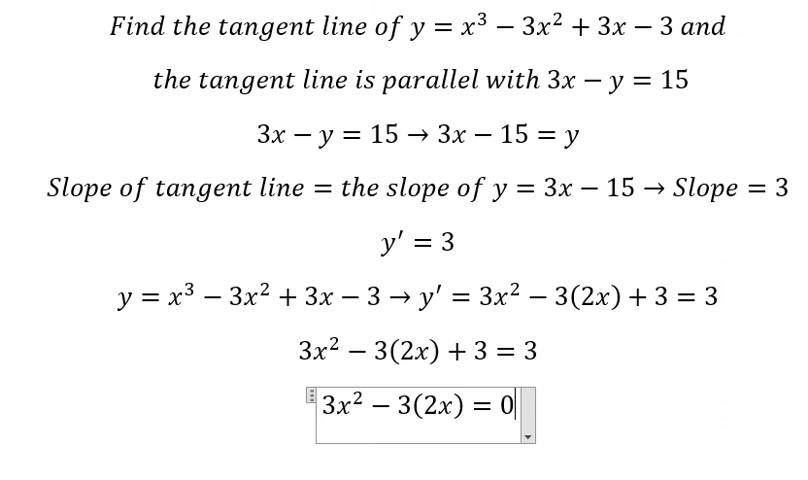 Find the tangent line of y = x³ − 3x² + 3x − 3 and
the tangent line is parallel with 3x − y = 15
3x − y = 15 → 3x − 15 = y
Slope of tangent line = the slope of y = 3x − 15 → Slope = 3
y′ = 3
y = x³ − 3x² + 3x − 3 → y′ = 3x² − 3(2x) + 3 = 3
3x² − 3(2x) + 3 = 3
3x² − 3(2x) = 0